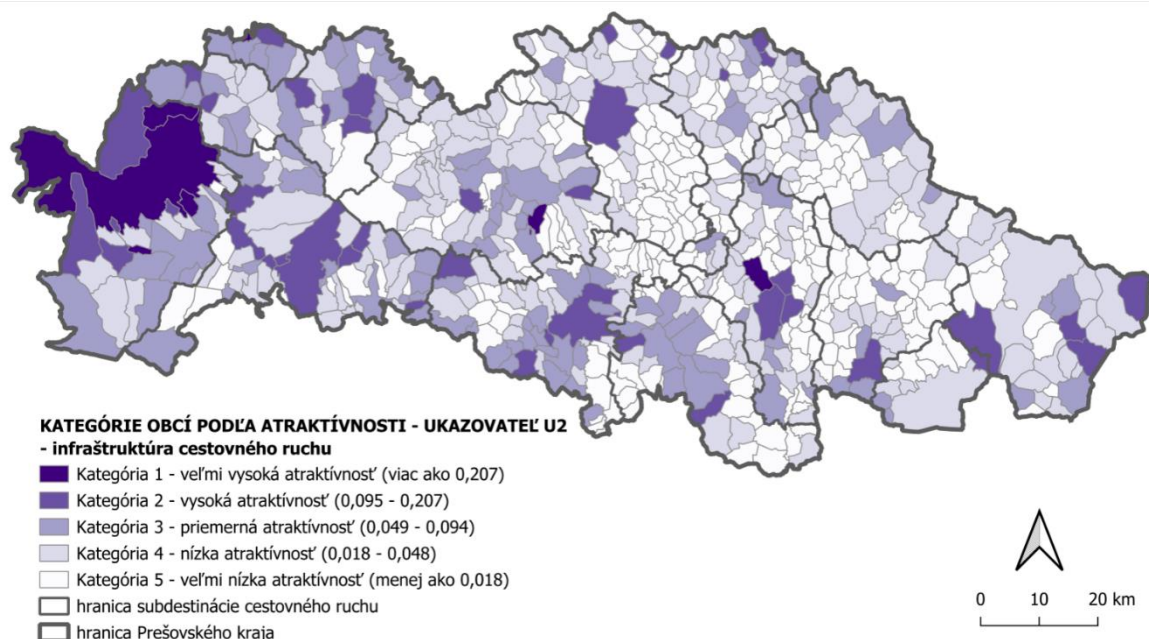 KATEGÓRIE OBCÍ PODĽA ATRAKTÍVNOSTI - UKAZOVATEĽ U2
- infraštruktúra cestovného ruchu
Kategória 1 - veľmi vysoká atraktívnosť (viac ako 0,207)
Kategória 2 - vysoká atraktívnosť (0,095 - 0,207)
Kategória 3 - priemerná atraktívnosť (0,049 - 0,094)
Kategória 4 - nízka atraktívnosť (0,018 - 0,048)
Kategória 5 - veľmi nízka atraktívnosť (menej ako 0,018)
hranica subdestinácie cestovného ruchu
hranica Prešovského kraja
0 10 20 km